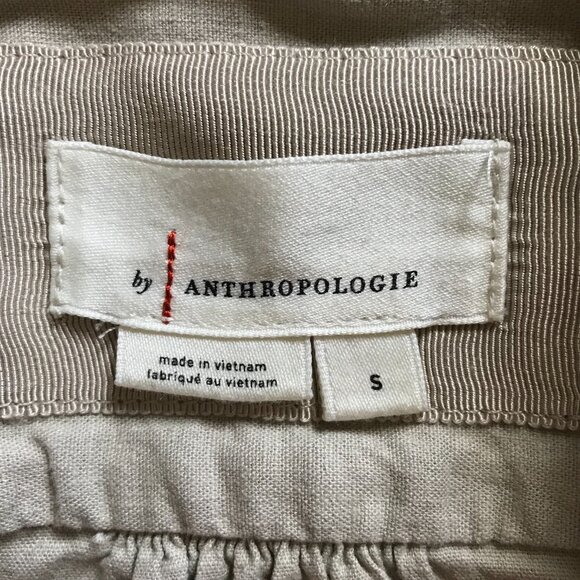 by ANTHROPOLOGIE
made in vietnam
fabriqué au vietnam
S